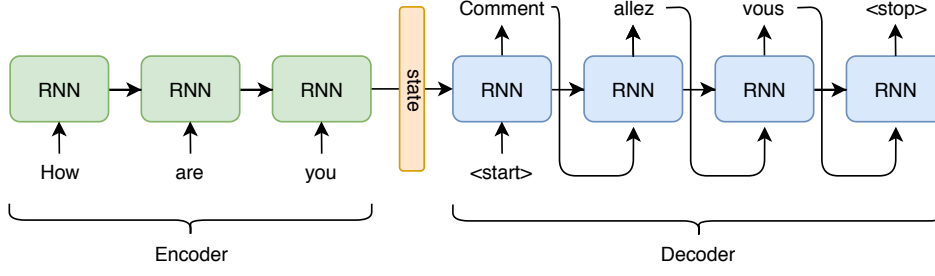 Comment allez vous <stop>
RNN RNN RNN state RNN RNN RNN RNN
How are you <start>
Encoder Decoder